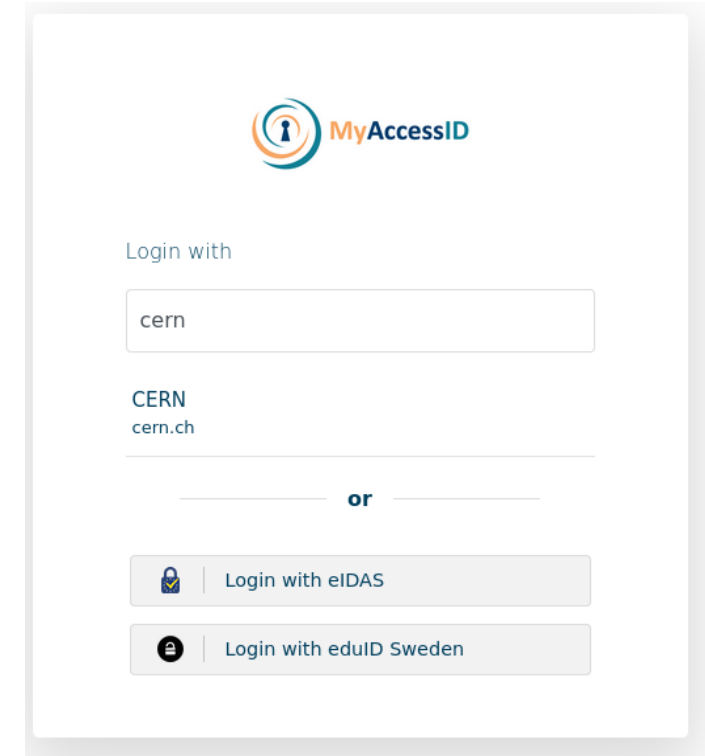 MyAccessID
Login with
cern
CERN
cern.ch
or
Login with eIDAS
Login with eduID Sweden